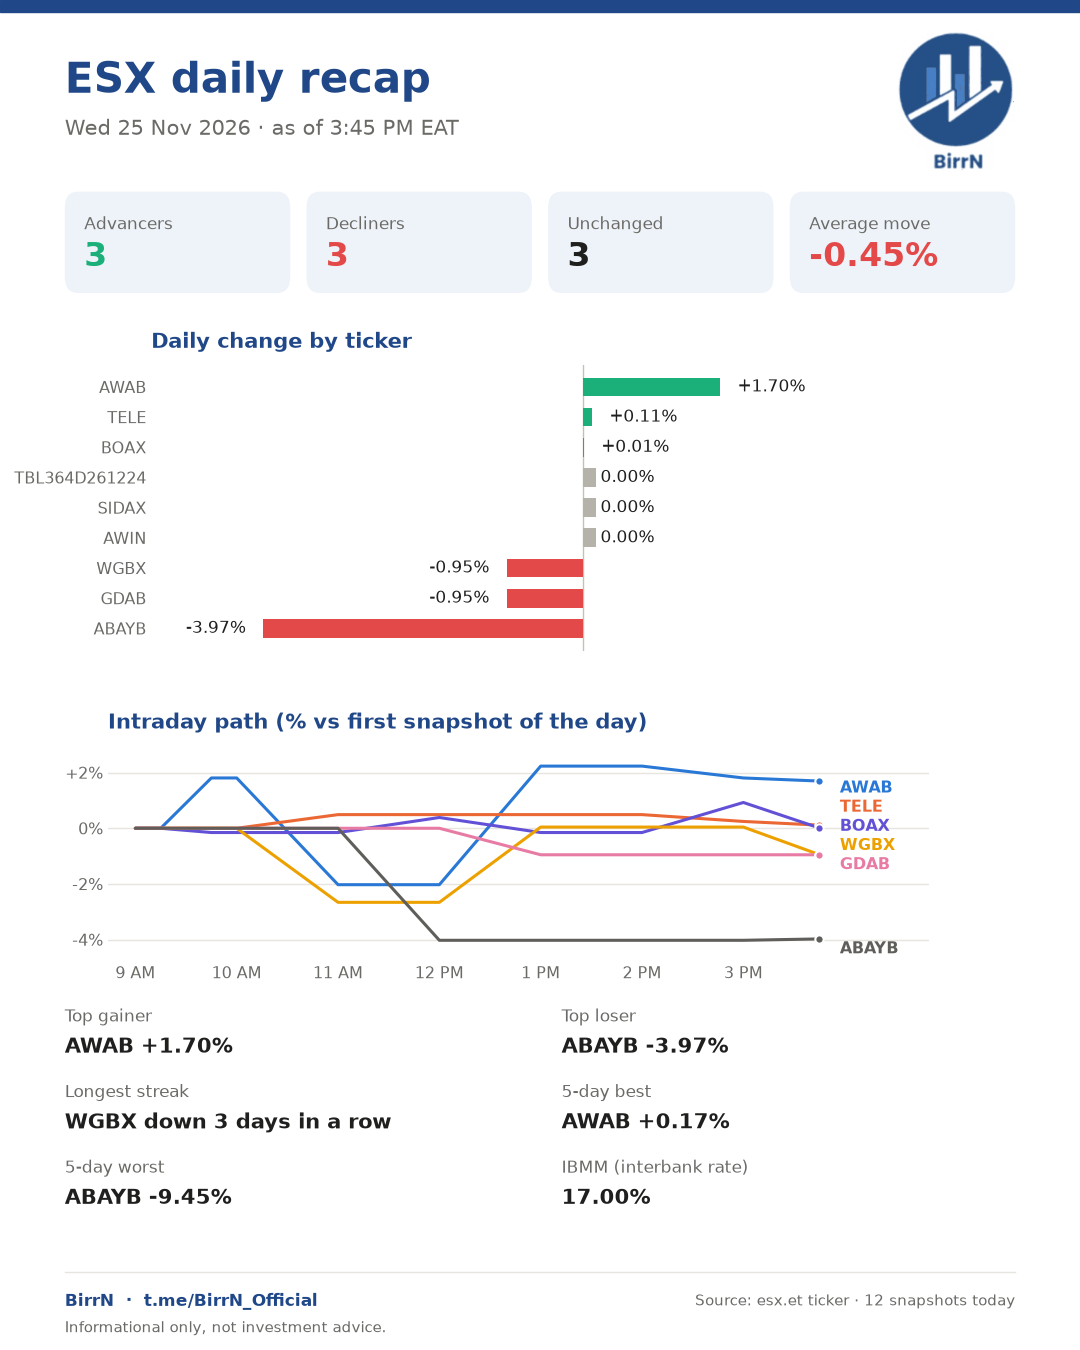 ESX daily recap
Wed 25 Nov 2026 · as of 3:45 PM EAT
BirrN
Advancers
3
Decliners
3
Unchanged
3
Average move
-0.45%
Daily change by ticker
AWAB +1.70%
TELE +0.11%
BOAX +0.01%
TBL364D261224 0.00%
SIDAX 0.00%
AWIN 0.00%
WGBX -0.95%
GDAB -0.95%
ABAYB -3.97%
Intraday path (% vs first snapshot of the day)
+2%
0%
-2%
-4%
AWAB
TELE
BOAX
WGBX
GDAB
ABAYB
9 AM 10 AM 11 AM 12 PM 1 PM 2 PM 3 PM
Top gainer
AWAB +1.70%
Top loser
ABAYB -3.97%
Longest streak
WGBX down 3 days in a row
5-day best
AWAB +0.17%
5-day worst
ABAYB -9.45%
IBMM (interbank rate)
17.00%
BirrN · t.me/BirrN_Official
Source: esx.et ticker · 12 snapshots today
Informational only, not investment advice.